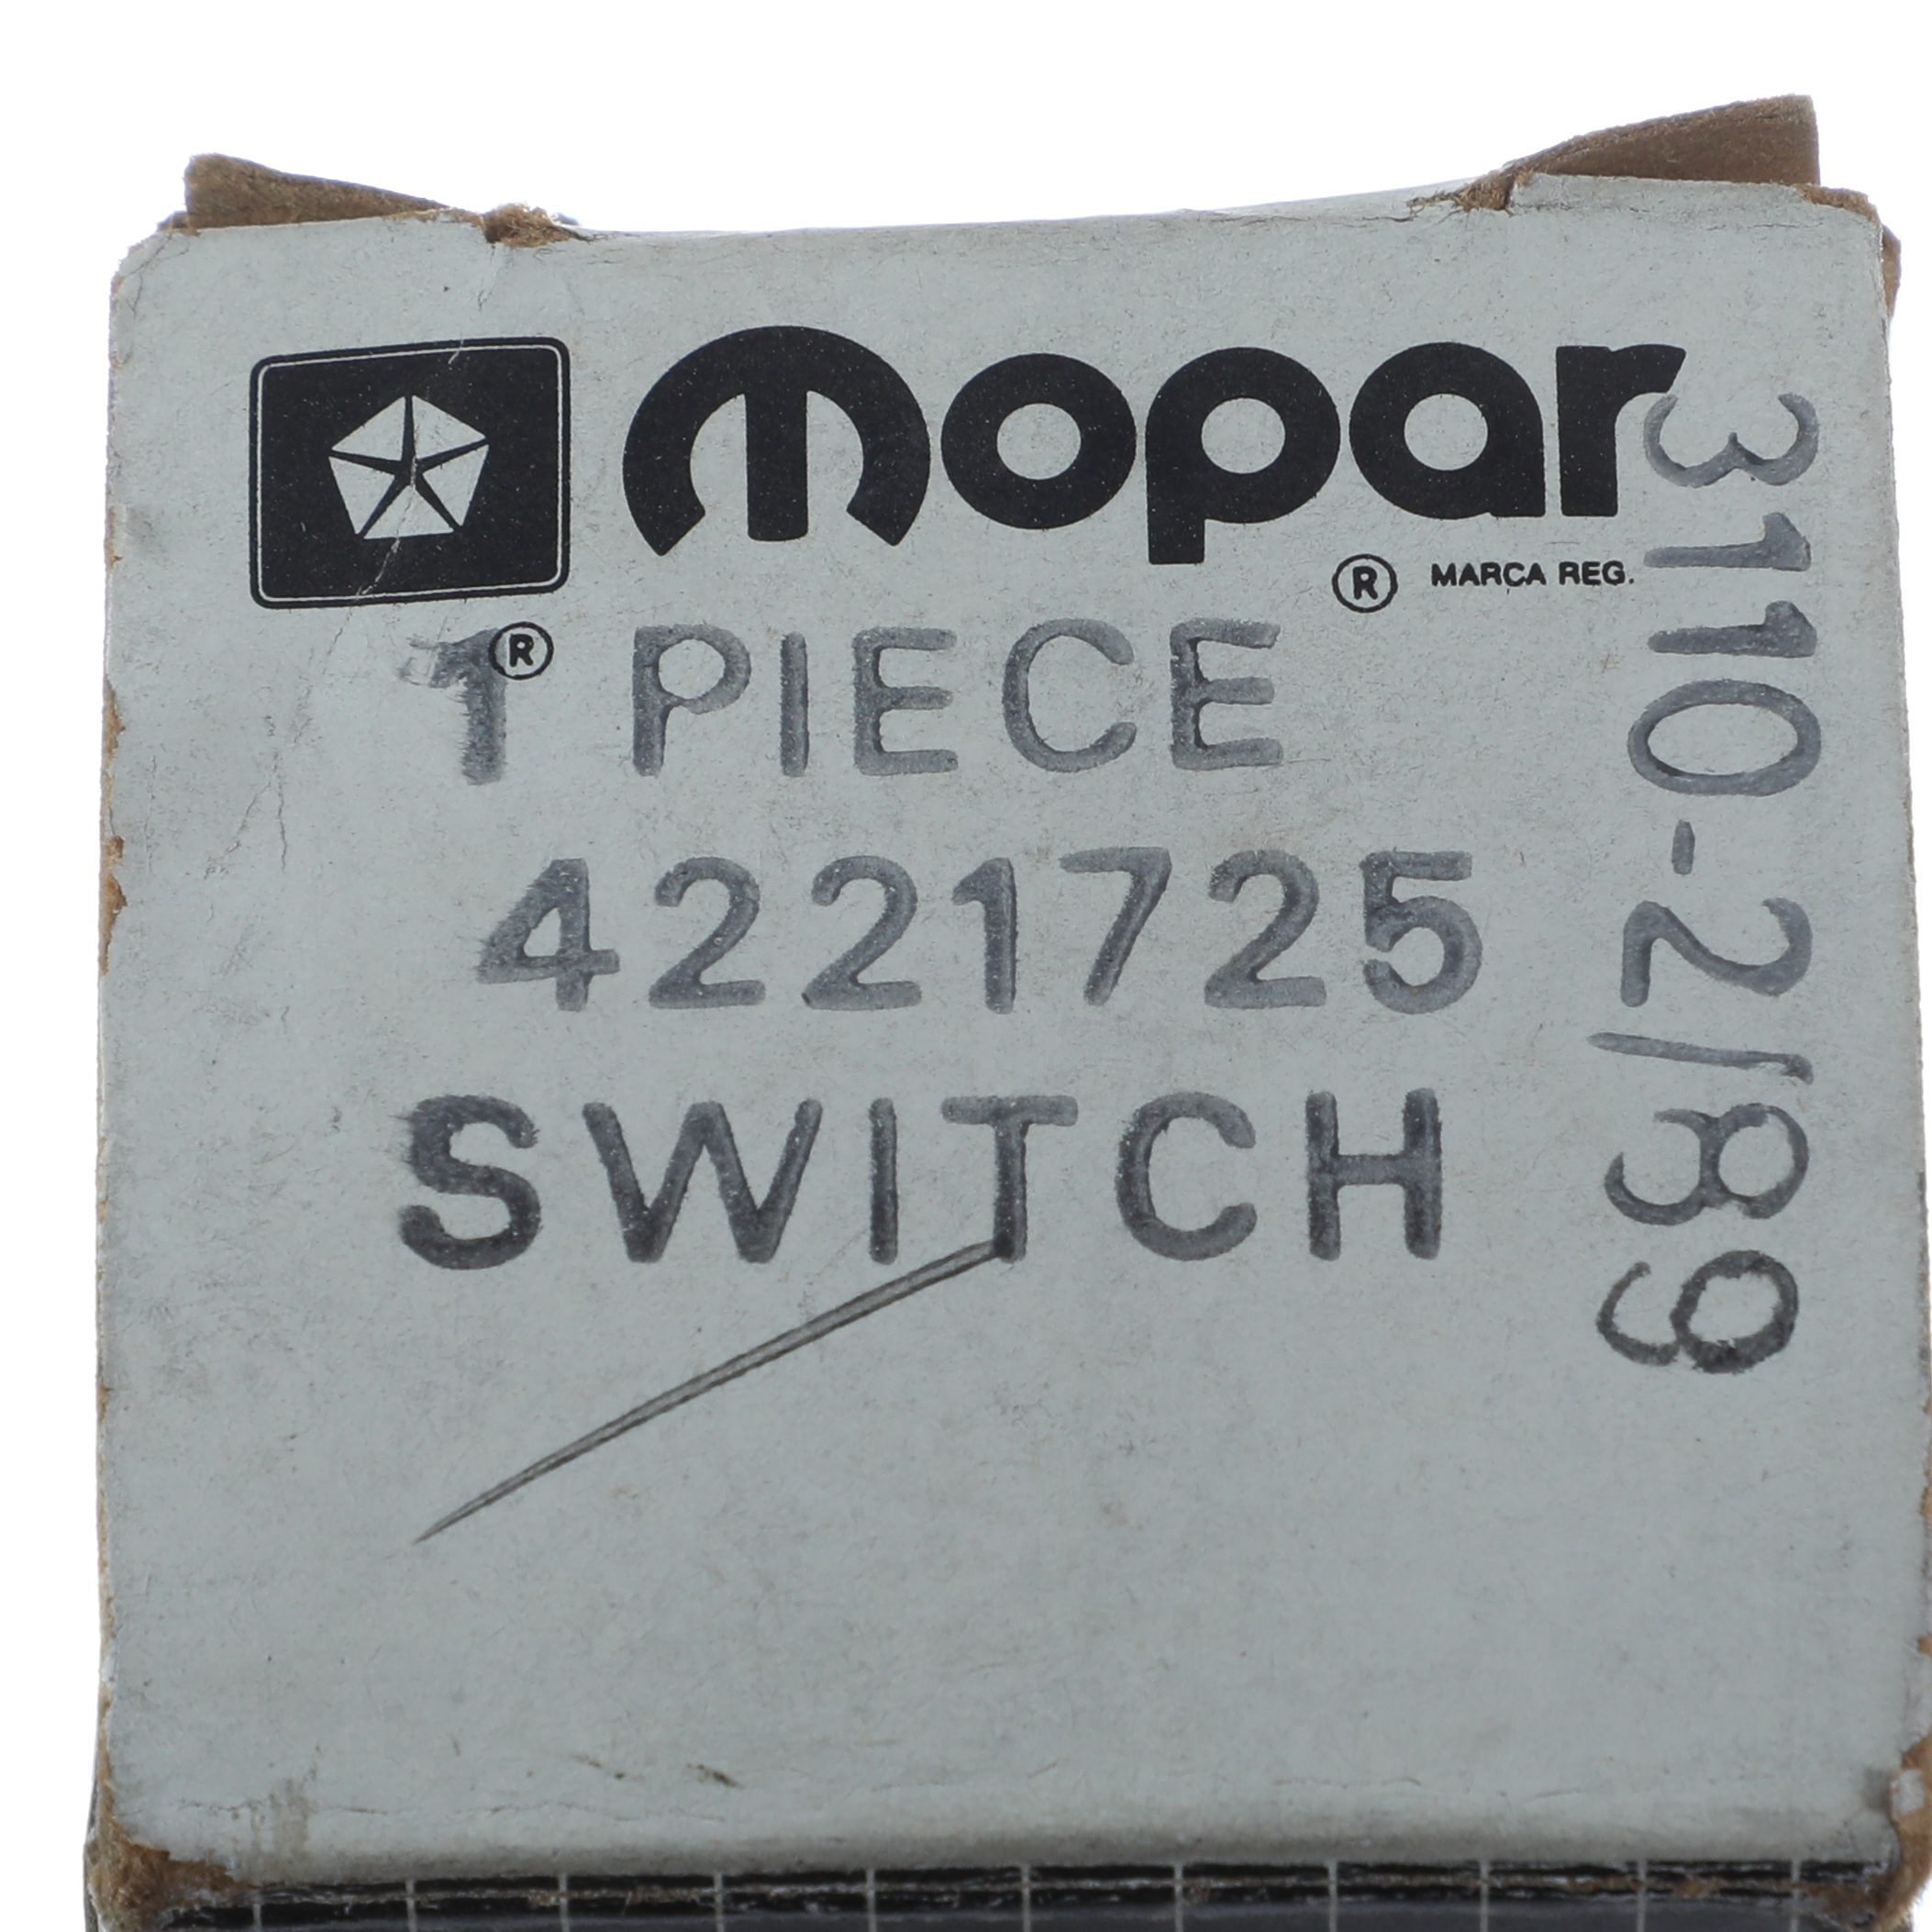 mopar
® MARCA REG.
®
1 PIECE
4221725
SWITCH
3110-2/89